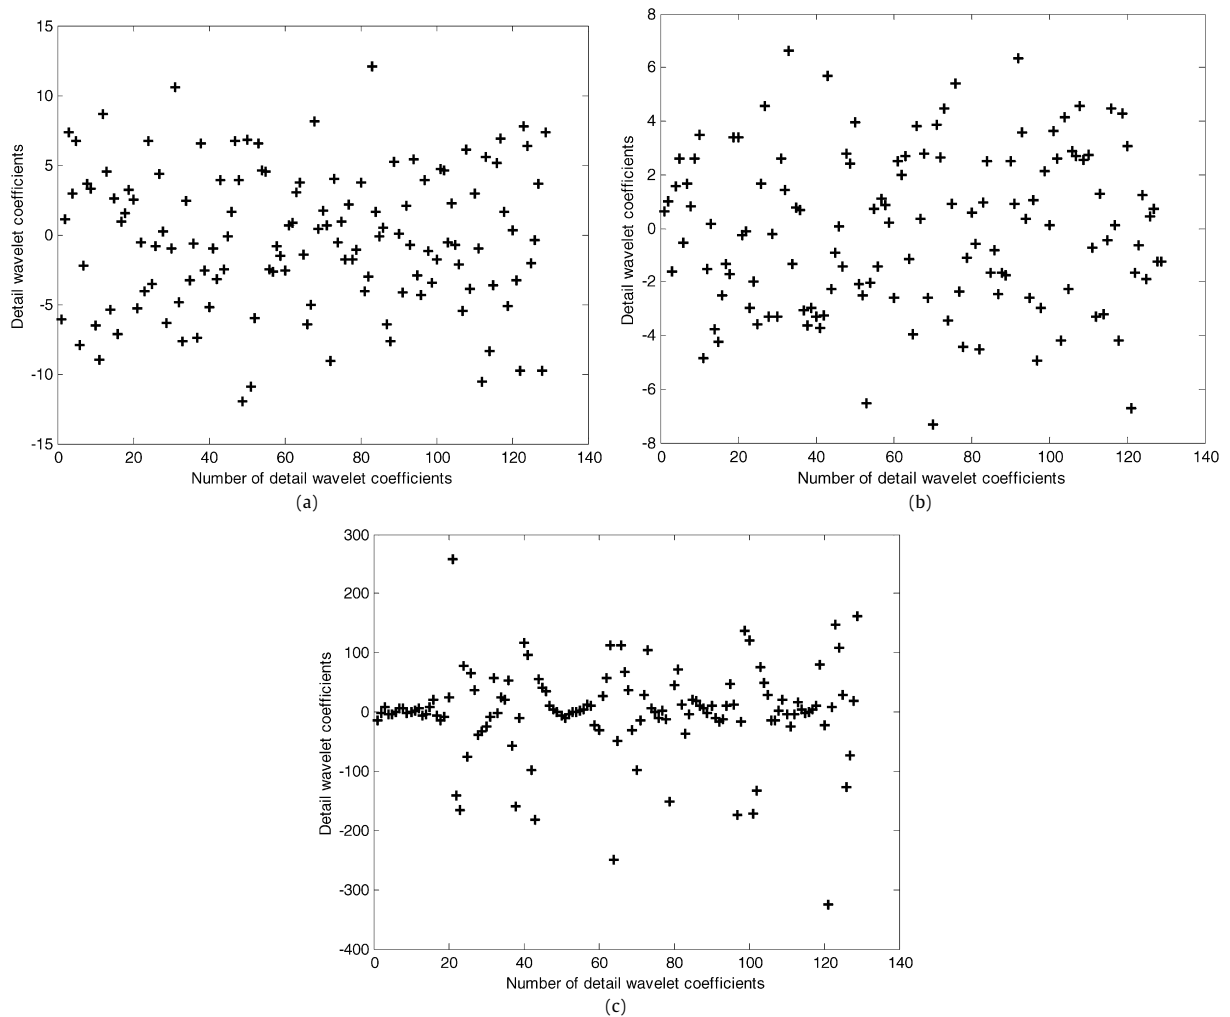 15
10
5
0
-5
-10
-15
0 20 40 60 80 100 120 140
Detail wavelet coefficients
Number of detail wavelet coefficients
(a)
8
6
4
2
0
-2
-4
-6
-8
0 20 40 60 80 100 120 140
Detail wavelet coefficients
Number of detail wavelet coefficients
(b)
300
200
100
0
-100
-200
-300
-400
0 20 40 60 80 100 120 140
Detail wavelet coefficients
Number of detail wavelet coefficients
(c)